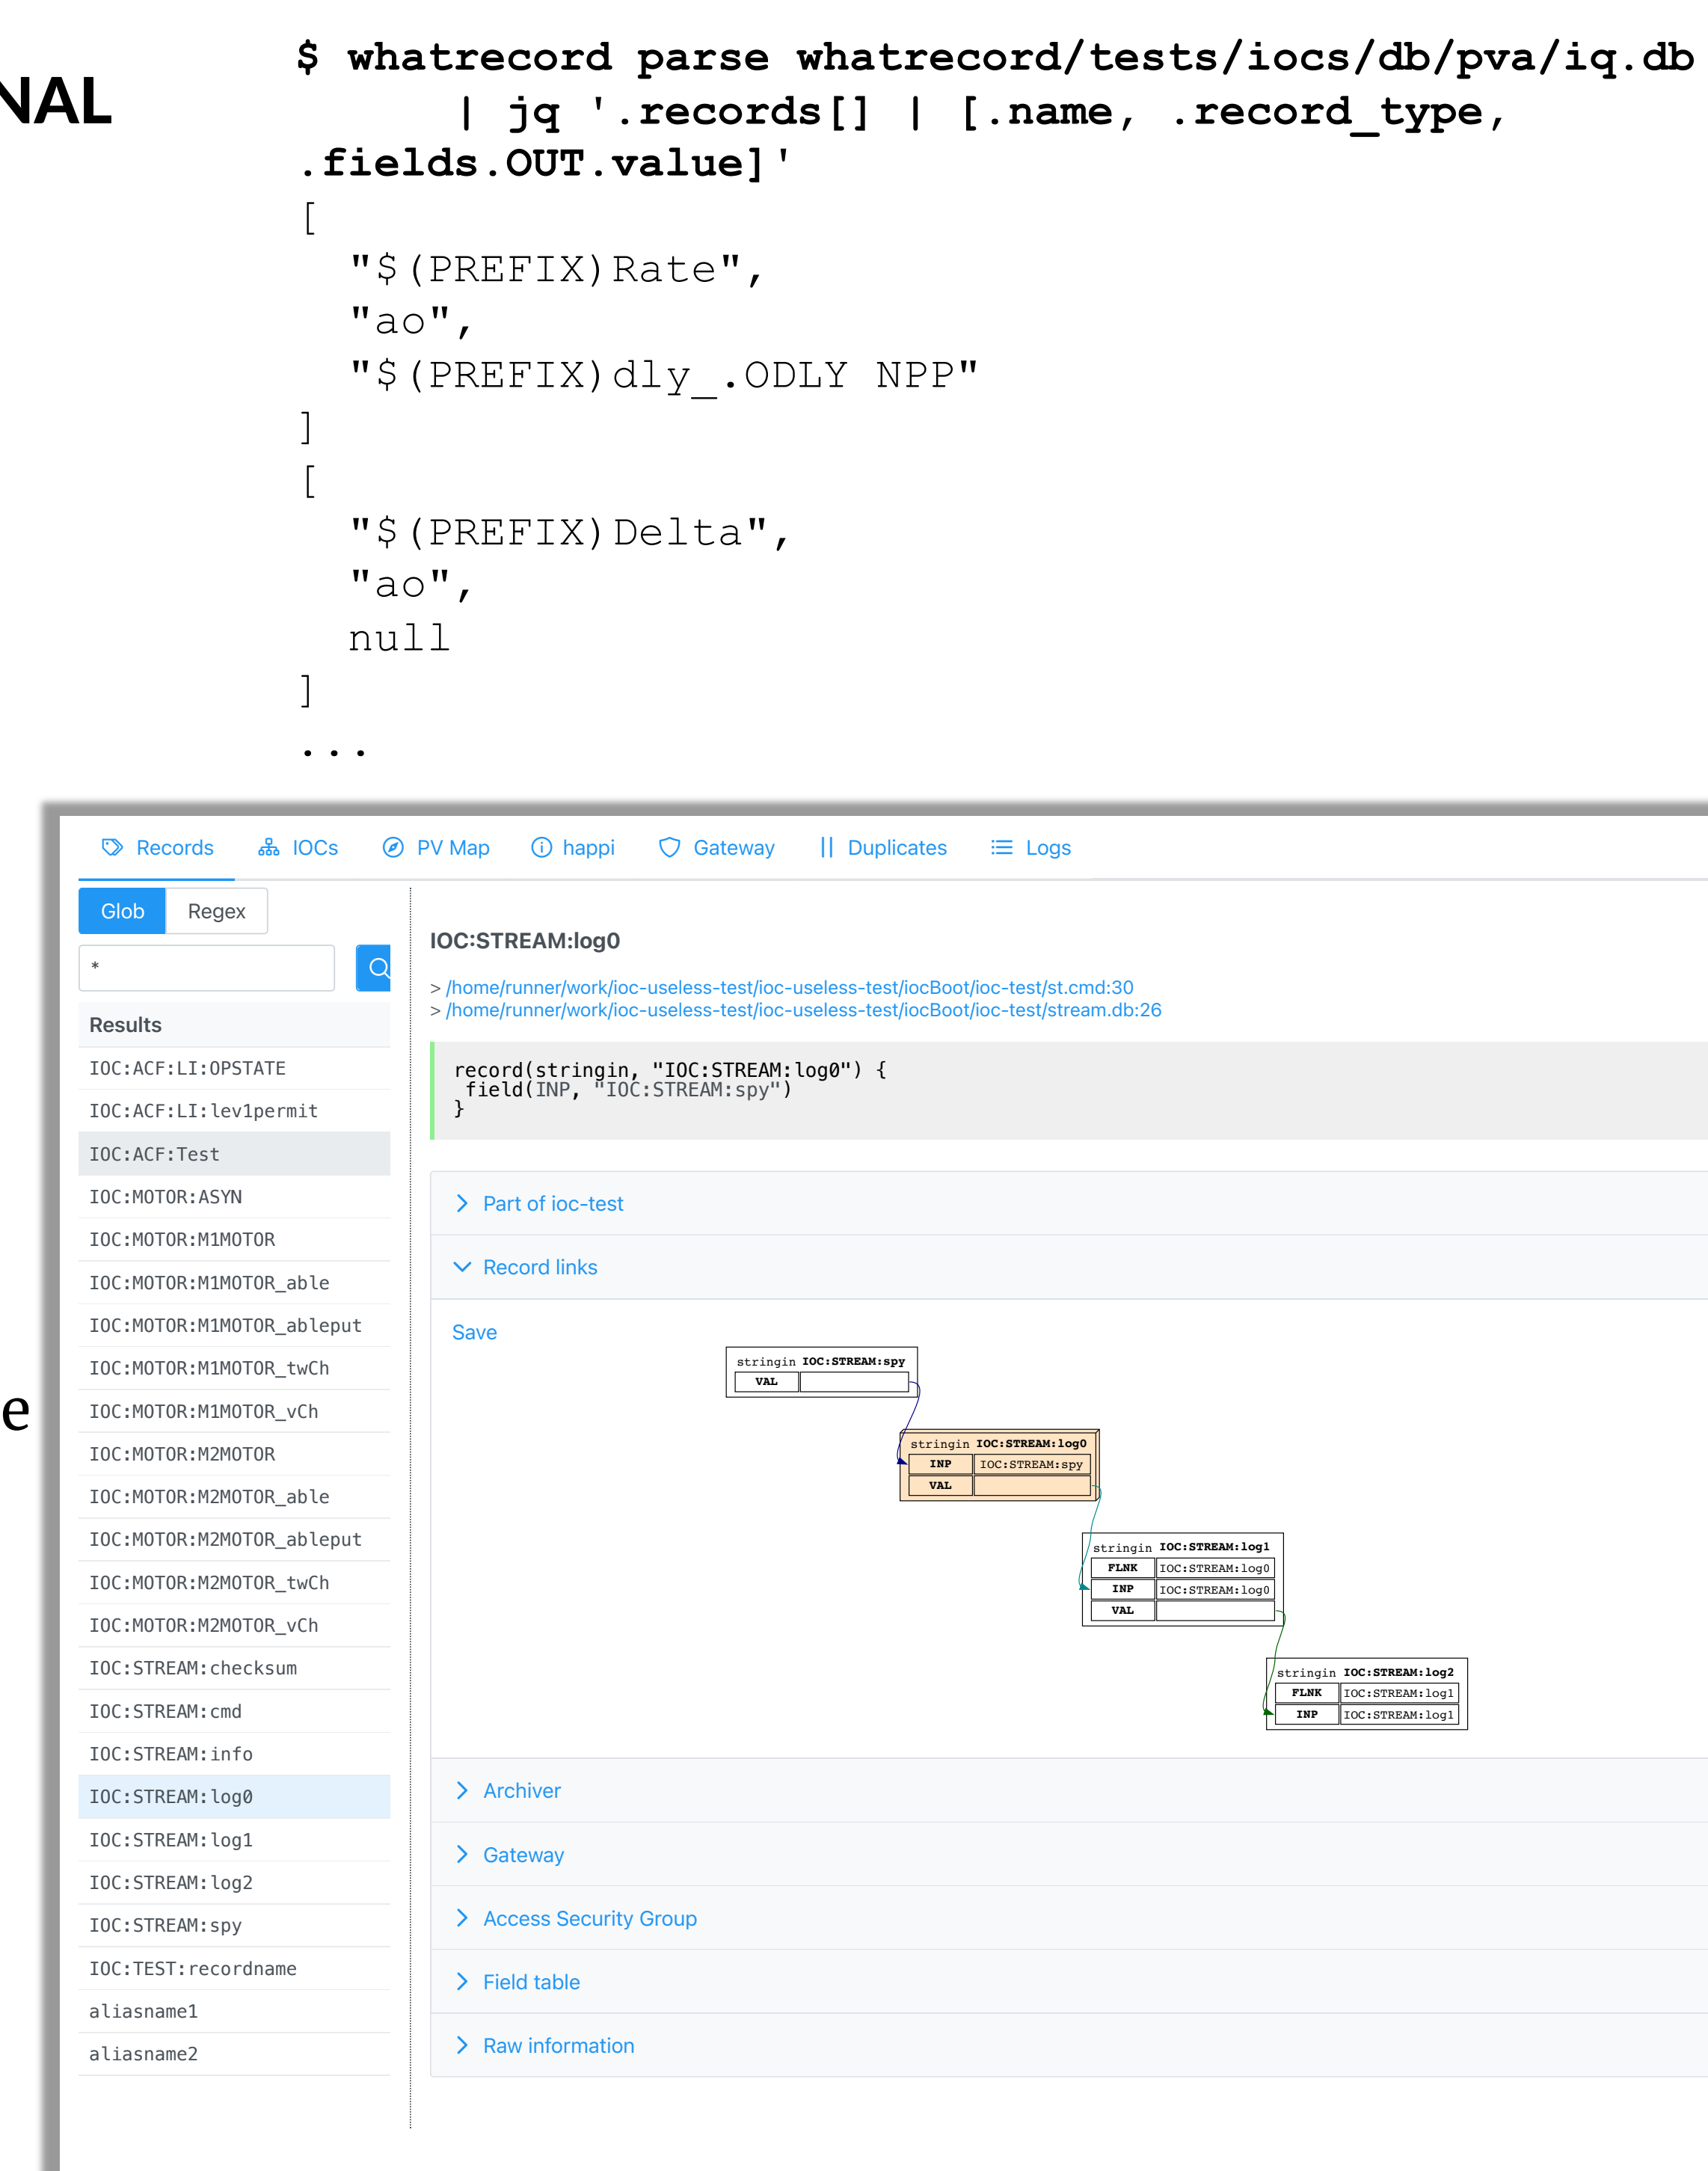 NAL
$ whatrecord parse whatrecord/tests/iocs/db/pva/iq.db
| jq '.records[] | [.name, .record_type,
.fields.OUT.value]'
[
"$(PREFIX)Rate",
"ao",
"$(PREFIX)dly_.ODLY NPP"
]
[
"$(PREFIX)Delta",
"ao",
null
]
...
Records IOCs PV Map happi Gateway Duplicates Logs
Glob Regex
*
Results
IOC:ACF:LI:OPSTATE
IOC:ACF:LI:lev1permit
IOC:ACF:Test
IOC:MOTOR:ASYN
IOC:MOTOR:M1MOTOR
IOC:MOTOR:M1MOTOR_able
IOC:MOTOR:M1MOTOR_ableput
IOC:MOTOR:M1MOTOR_twCh
IOC:MOTOR:M1MOTOR_vCh
IOC:MOTOR:M2MOTOR
IOC:MOTOR:M2MOTOR_able
IOC:MOTOR:M2MOTOR_ableput
IOC:MOTOR:M2MOTOR_twCh
IOC:MOTOR:M2MOTOR_vCh
IOC:STREAM:checksum
IOC:STREAM:cmd
IOC:STREAM:info
IOC:STREAM:log0
IOC:STREAM:log1
IOC:STREAM:log2
IOC:STREAM:spy
IOC:TEST:recordname
aliasname1
aliasname2
e
IOC:STREAM:log0
> /home/runner/work/ioc-useless-test/ioc-useless-test/iocBoot/ioc-test/st.cmd:30
> /home/runner/work/ioc-useless-test/ioc-useless-test/iocBoot/ioc-test/stream.db:26
record(stringin, "IOC:STREAM:log0") {
field(INP, "IOC:STREAM:spy")
}
Part of ioc-test
Record links
Save
stringin IOC:STREAM:spy
VAL
stringin IOC:STREAM:log0
INP IOC:STREAM:spy
VAL
stringin IOC:STREAM:log1
FLNK IOC:STREAM:log0
INP IOC:STREAM:log0
VAL
stringin IOC:STREAM:log2
FLNK IOC:STREAM:log1
INP IOC:STREAM:log1
Archiver
Gateway
Access Security Group
Field table
Raw information